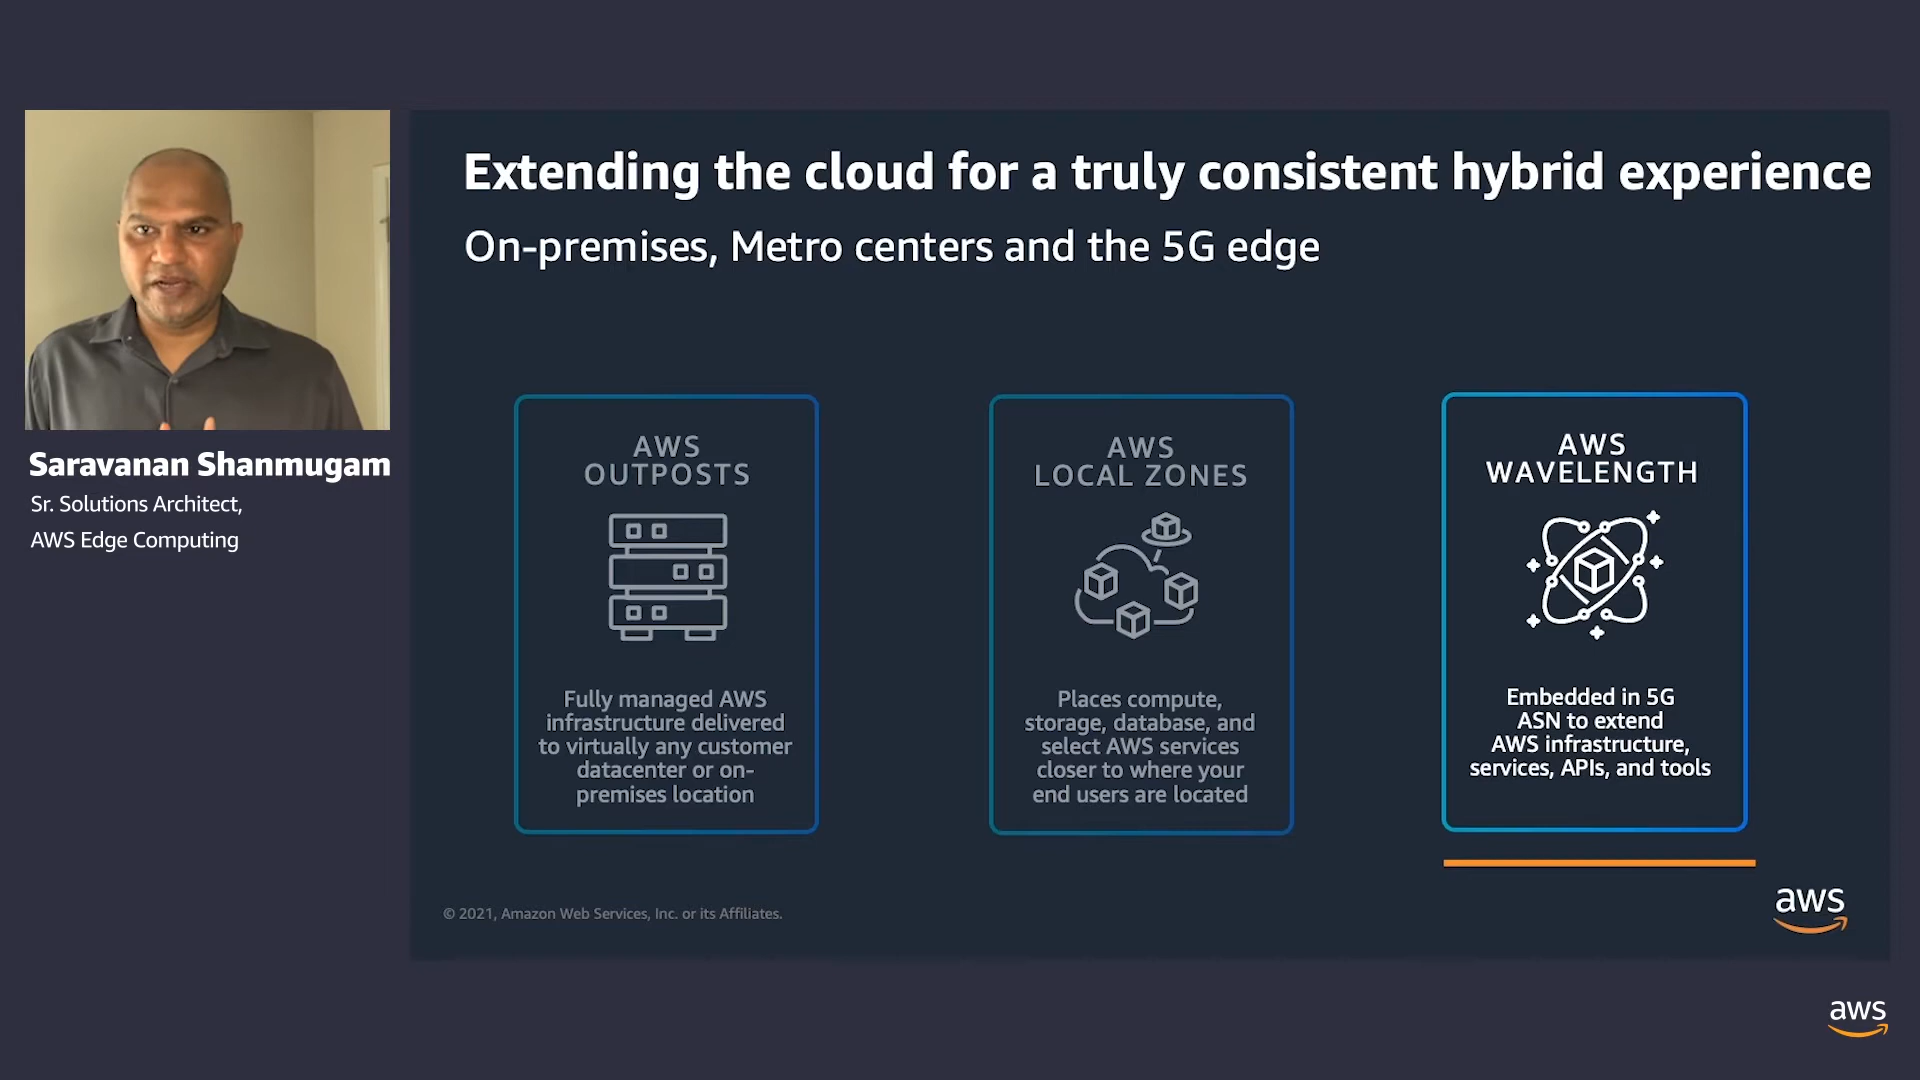 Extending the cloud for a truly consistent hybrid experience
On-premises, Metro centers and the 5G edge
Saravanan Shanmugam
Sr. Solutions Architect,
AWS Edge Computing
AWS
OUTPOSTS
Fully managed AWS
infrastructure delivered
to virtually any customer
datacenter or on-
premises location
AWS
LOCAL ZONES
Places compute,
storage, database, and
select AWS services
closer to where your
end users are located
AWS
WAVELENGTH
Embedded in 5G
ASN to extend
AWS infrastructure,
services, APIs, and tools
© 2021, Amazon Web Services, Inc. or its Affiliates.
aws
aws